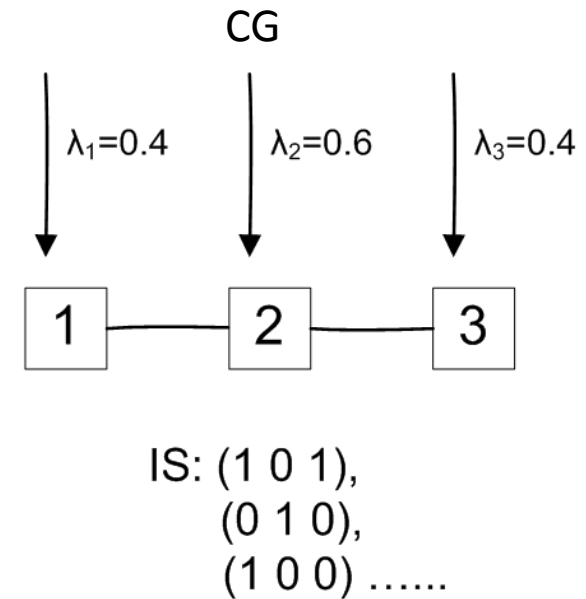 CG
λ₁=0.4 λ₂=0.6 λ₃=0.4
1 2 3
IS: (1 0 1),
(0 1 0),
(1 0 0) ......